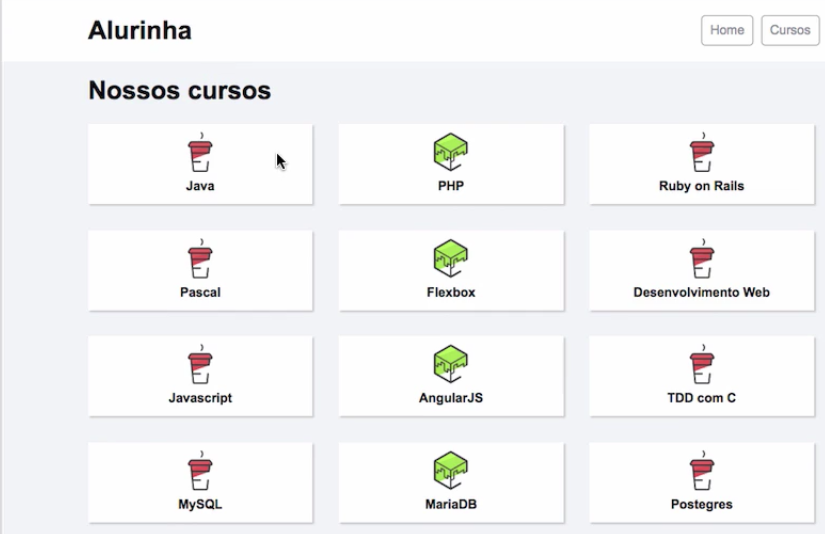 Alurinha
Home
Cursos
Nossos cursos
Java
PHP
Ruby on Rails
Pascal
Flexbox
Desenvolvimento Web
Javascript
AngularJS
TDD com C
MySQL
MariaDB
Postegres